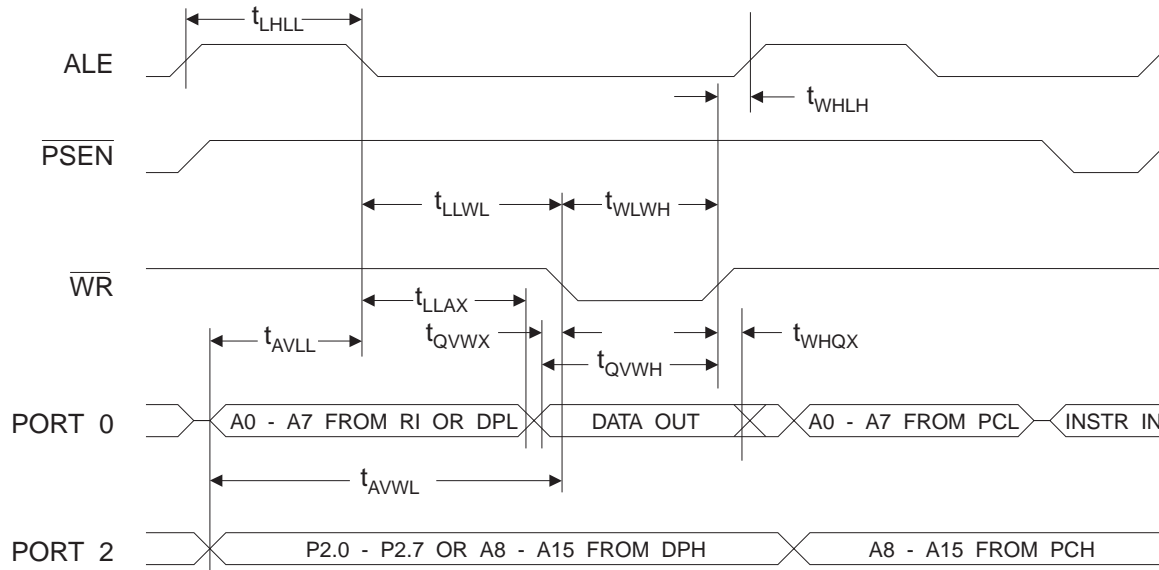 tLHLL
ALE
tWHLH
PSEN
tLLWL
tWLWH
WR
tLLAX
tAVLL
tQVWX
tWHQX
tQVWH
PORT 0
A0 - A7 FROM RI OR DPL
DATA OUT
A0 - A7 FROM PCL
INSTR IN
tAVWL
PORT 2
P2.0 - P2.7 OR A8 - A15 FROM DPH
A8 - A15 FROM PCH